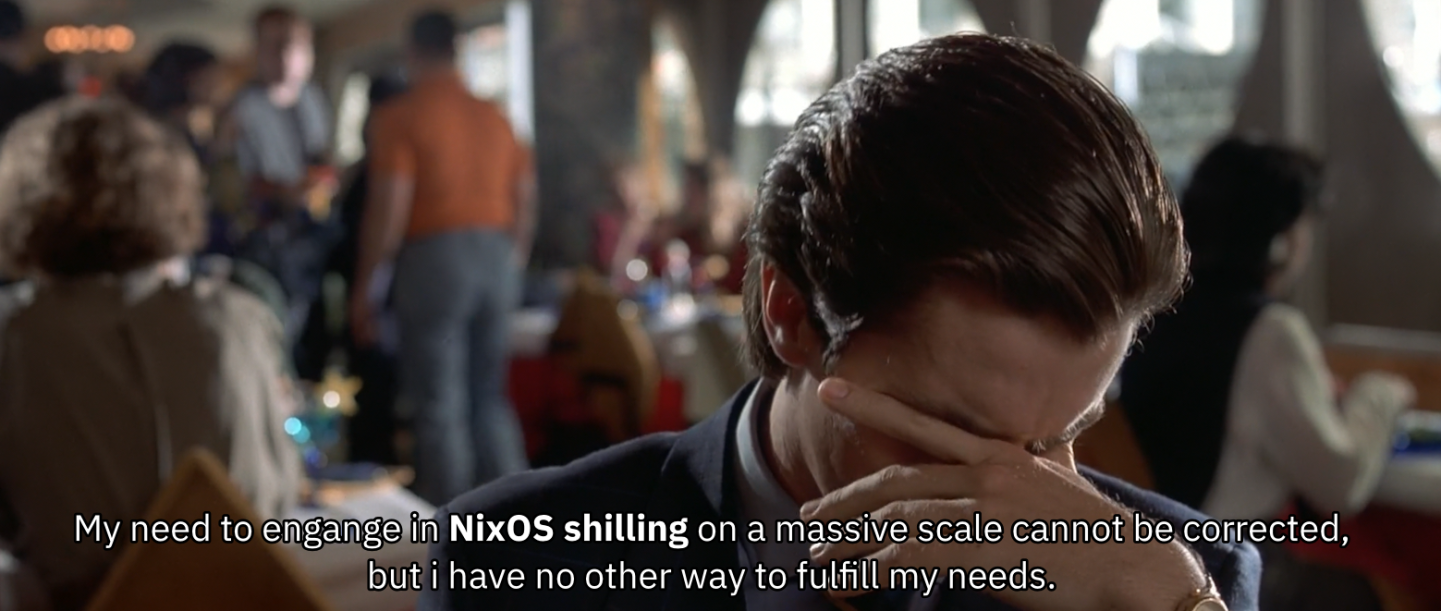 My need to engange in NixOS shilling on a massive scale cannot be corrected,
but i have no other way to fulfill my needs.